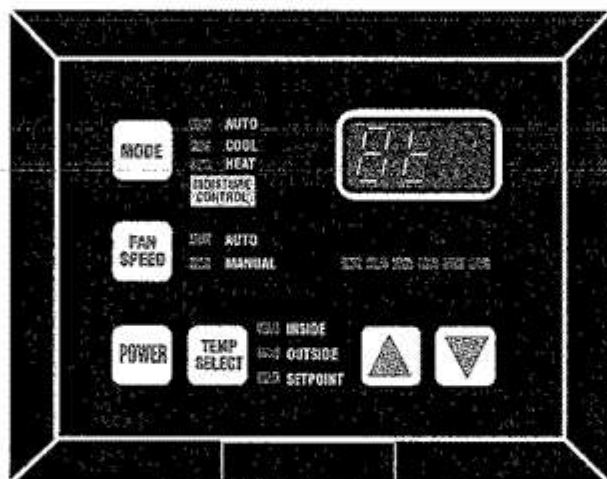 MODE
AUTO
COOL
HEAT
MOISTURE
CONTROL
FAN
SPEED
AUTO
MANUAL
POWER
TEMP
SELECT
INSIDE
OUTSIDE
SETPOINT